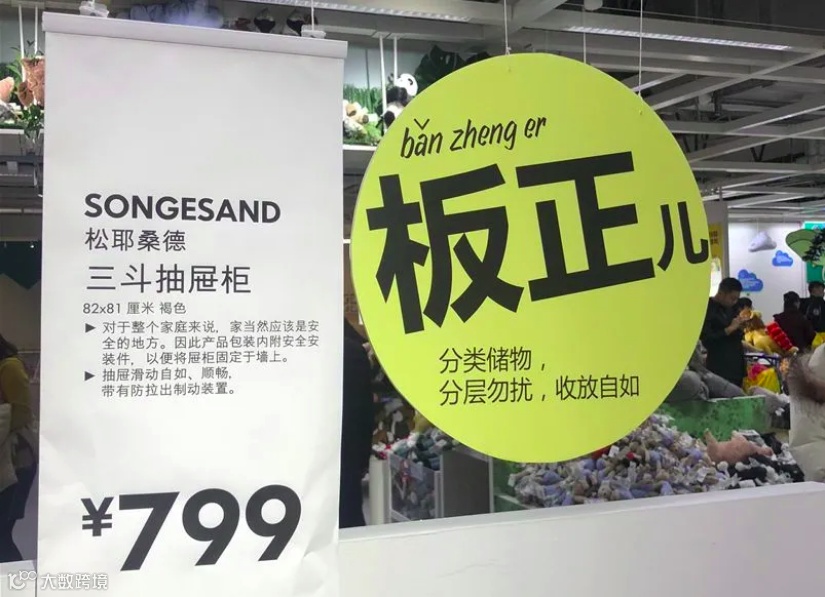 SONGESAND
松耶桑德
三斗抽屉柜
82x81 厘米 褐色
▶ 对于整个家庭来说，家当然应该是安
全的地方。因此产品包装内附安全安
装件，以便将屉柜固定于墙上。
▶ 抽屉滑动自如、顺畅，
带有防拉出制动装置。
¥799
bǎn zheng er
板正儿
分类储物，
分层勿扰，收放自如
大数跨境